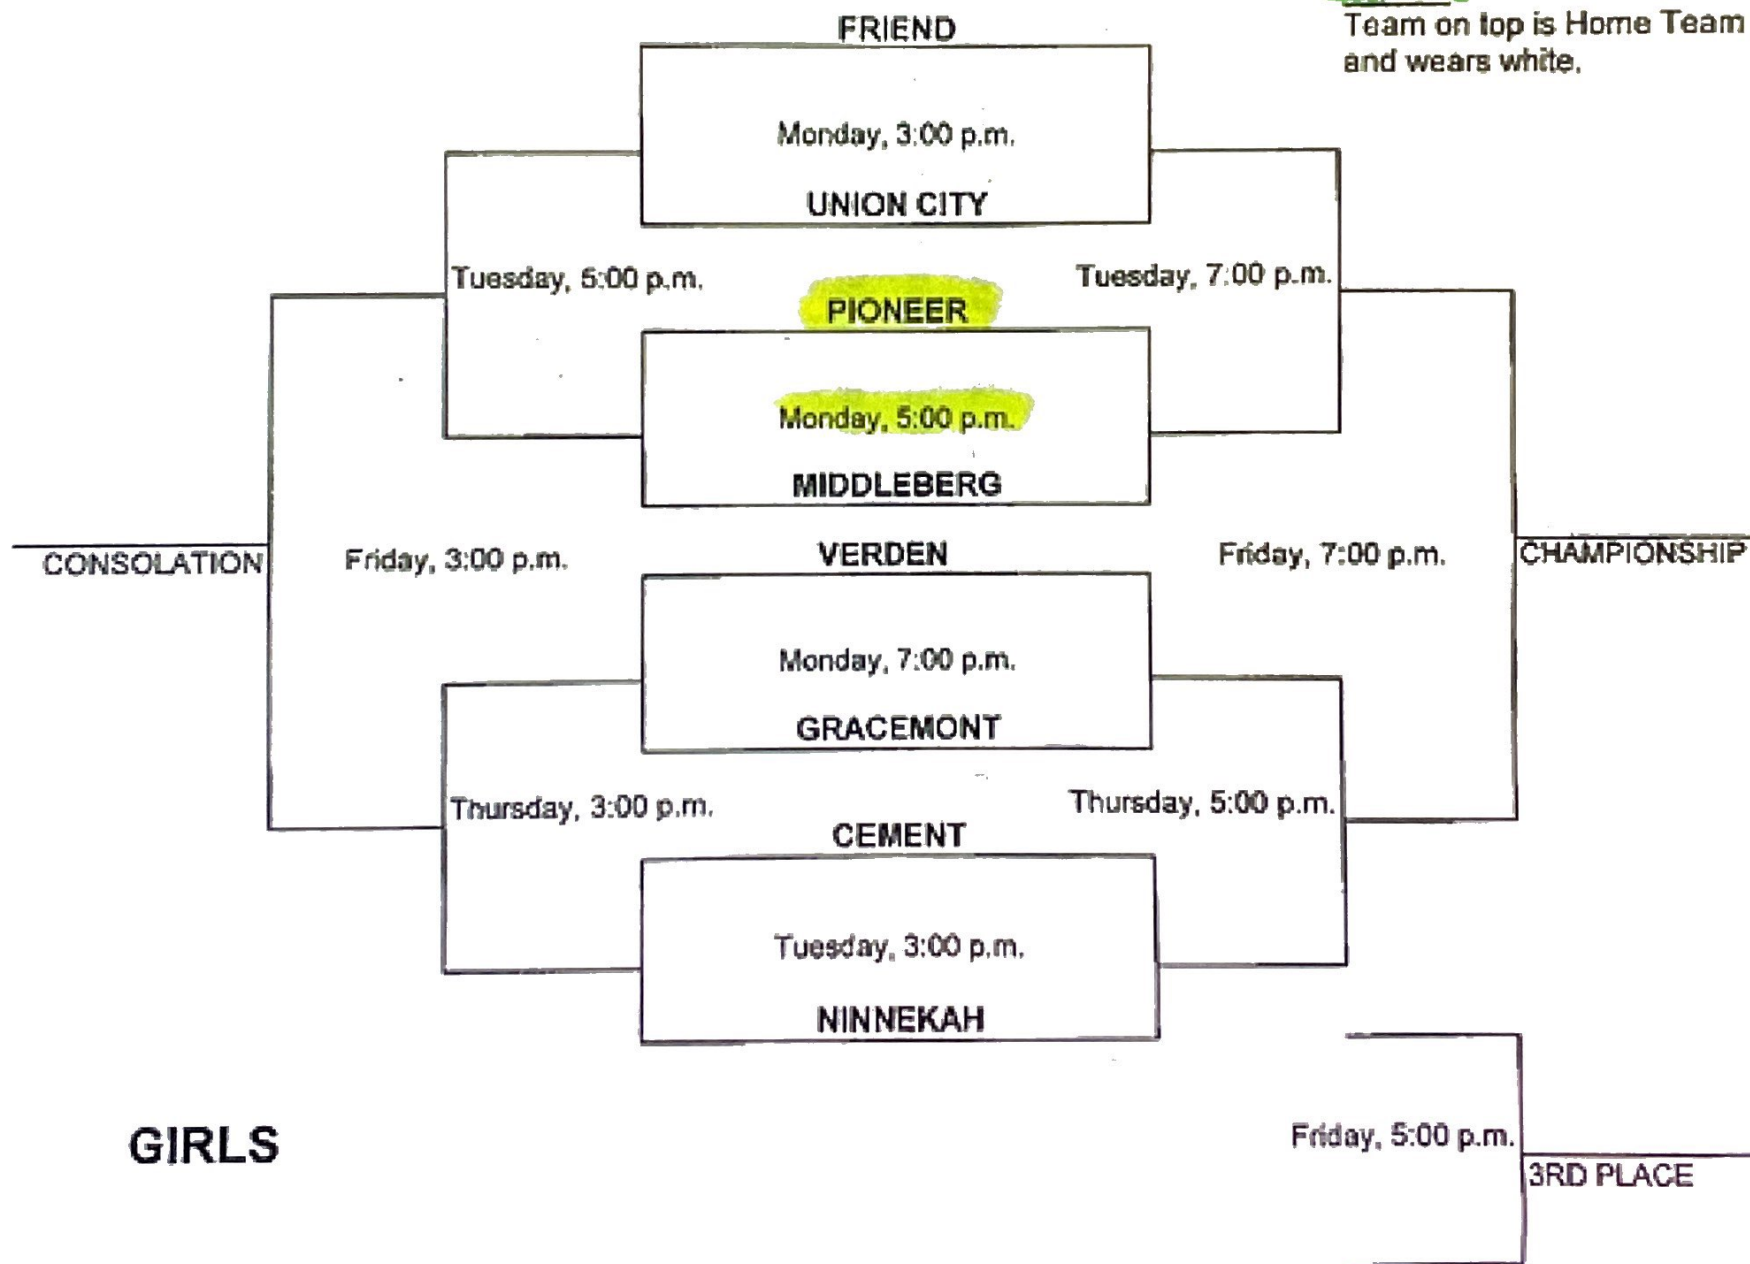 FRIEND
Team on top is Home Team
and wears white.
Monday, 3:00 p.m.
UNION CITY
Tuesday, 5:00 p.m.
Tuesday, 7:00 p.m.
PIONEER
Monday, 5:00 p.m.
MIDDLEBERG
VERDEN
CONSOLATION
Friday, 3:00 p.m.
Friday, 7:00 p.m.
CHAMPIONSHIP
Monday, 7:00 p.m.
GRACEMONT
Thursday, 3:00 p.m.
Thursday, 5:00 p.m.
CEMENT
Tuesday, 3:00 p.m.
NINNEKAH
GIRLS
Friday, 5:00 p.m.
3RD PLACE